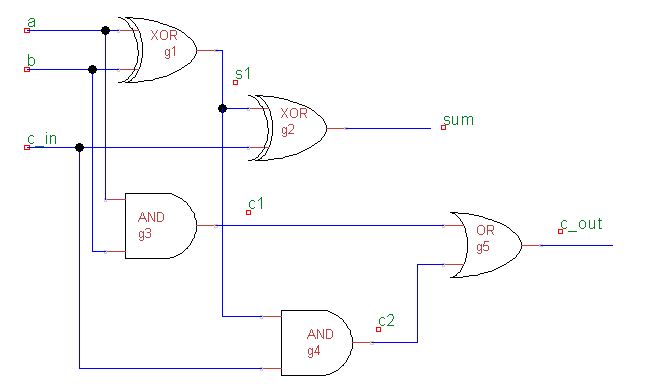 a
XOR
g1
b
s1
XOR
g2
sum
c_in
AND
g3
c1
OR
g5
c_out
AND
g4
c2